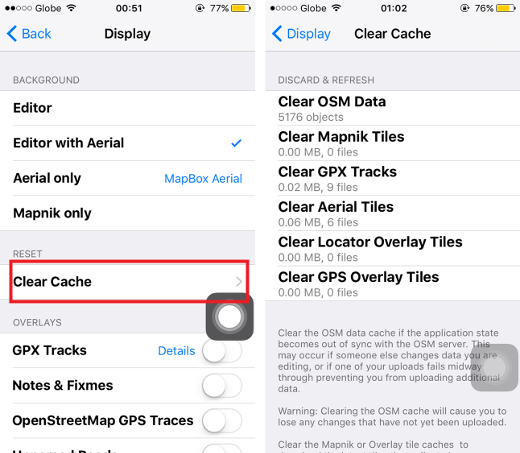 Globe 00:51 77%
Back Display
BACKGROUND
Editor
Editor with Aerial
Aerial only MapBox Aerial
Mapnik only
RESET
Clear Cache
OVERLAYS
GPX Tracks Details
Notes & Fixmes
OpenStreetMap GPS Traces
Globe 01:02 76%
Display Clear Cache
DISCARD & REFRESH
Clear OSM Data
5176 objects
Clear Mapnik Tiles
0.00 MB, 0 files
Clear GPX Tracks
0.02 MB, 9 files
Clear Aerial Tiles
0.06 MB, 6 files
Clear Locator Overlay Tiles
0.00 MB, 0 files
Clear GPS Overlay Tiles
0.00 MB, 0 files
Clear the OSM data cache if the application state
becomes out of sync with the OSM server. This
may occur if someone else changes data you are
editing, or if one of your uploads fails midway
through preventing you from uploading additional
data.
Warning: Clearing the OSM cache will cause you to
lose any changes that have not yet been uploaded.
Clear the Mapnik or Overlay tile caches to